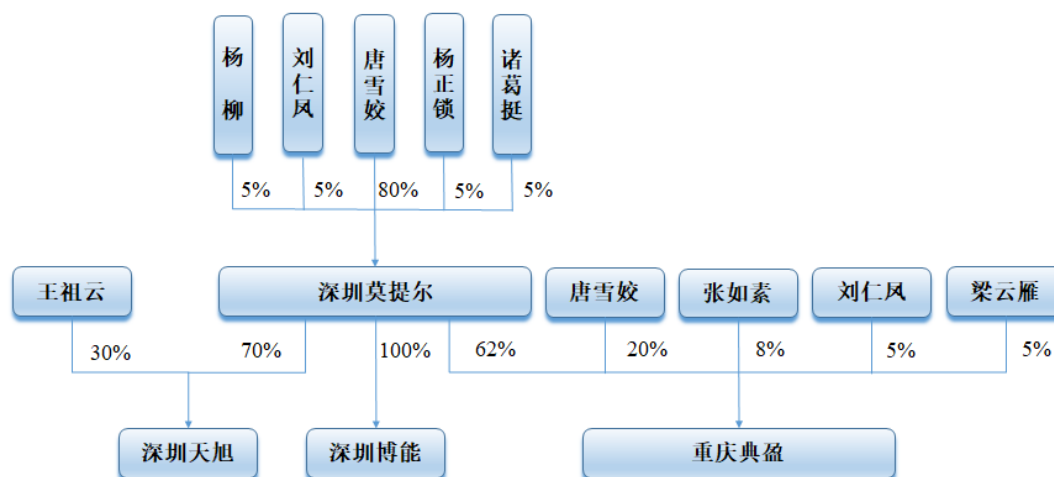 杨柳
刘仁凤
唐雪姣
杨正锁
诸葛挺
5%
5%
80%
5%
5%
王祖云
深圳莫提尔
唐雪姣
张如素
刘仁凤
梁云雁
30%
70%
100%
62%
20%
8%
5%
5%
深圳天旭
深圳博能
重庆典盈